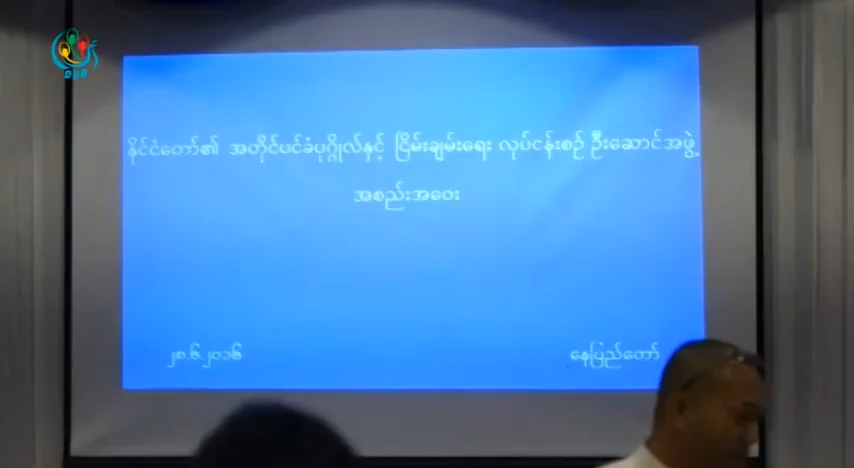 DVB
နိုင်ငံတော်၏ အတိုင်ပင်ခံပုဂ္ဂိုလ်နှင့် ငြိမ်းချမ်းရေး လုပ်ငန်းစဉ် ဦးဆောင်အဖွဲ့
အစည်းအဝေး
၂၈.၆.၂၀၁၆
နေပြည်တော်